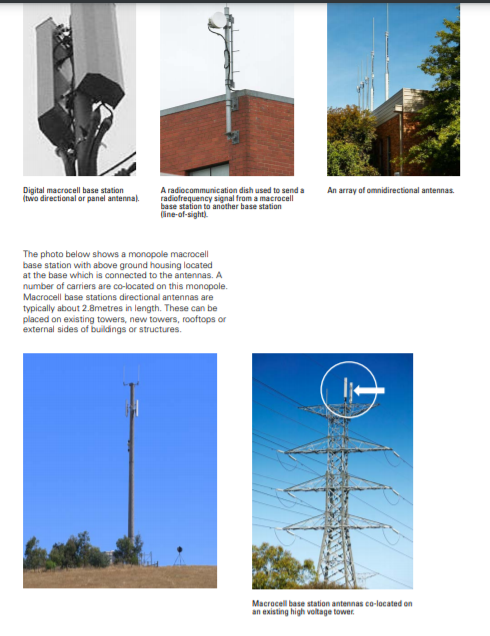 Digital macrocell base station
(two directional or panel antenna).
A radiocommunication dish used to send a
radiofrequency signal from a macrocell
base station to another base station
(line-of-sight).
An array of omnidirectional antennas.
The photo below shows a monopole macrocell
base station with above ground housing located
at the base which is connected to the antennas. A
number of carriers are co-located on this monopole.
Macrocell base stations directional antennas are
typically about 2.8metres in length. These can be
placed on existing towers, new towers, rooftops or
external sides of buildings or structures.
Macrocell base station antennas co-located on
an existing high voltage tower.